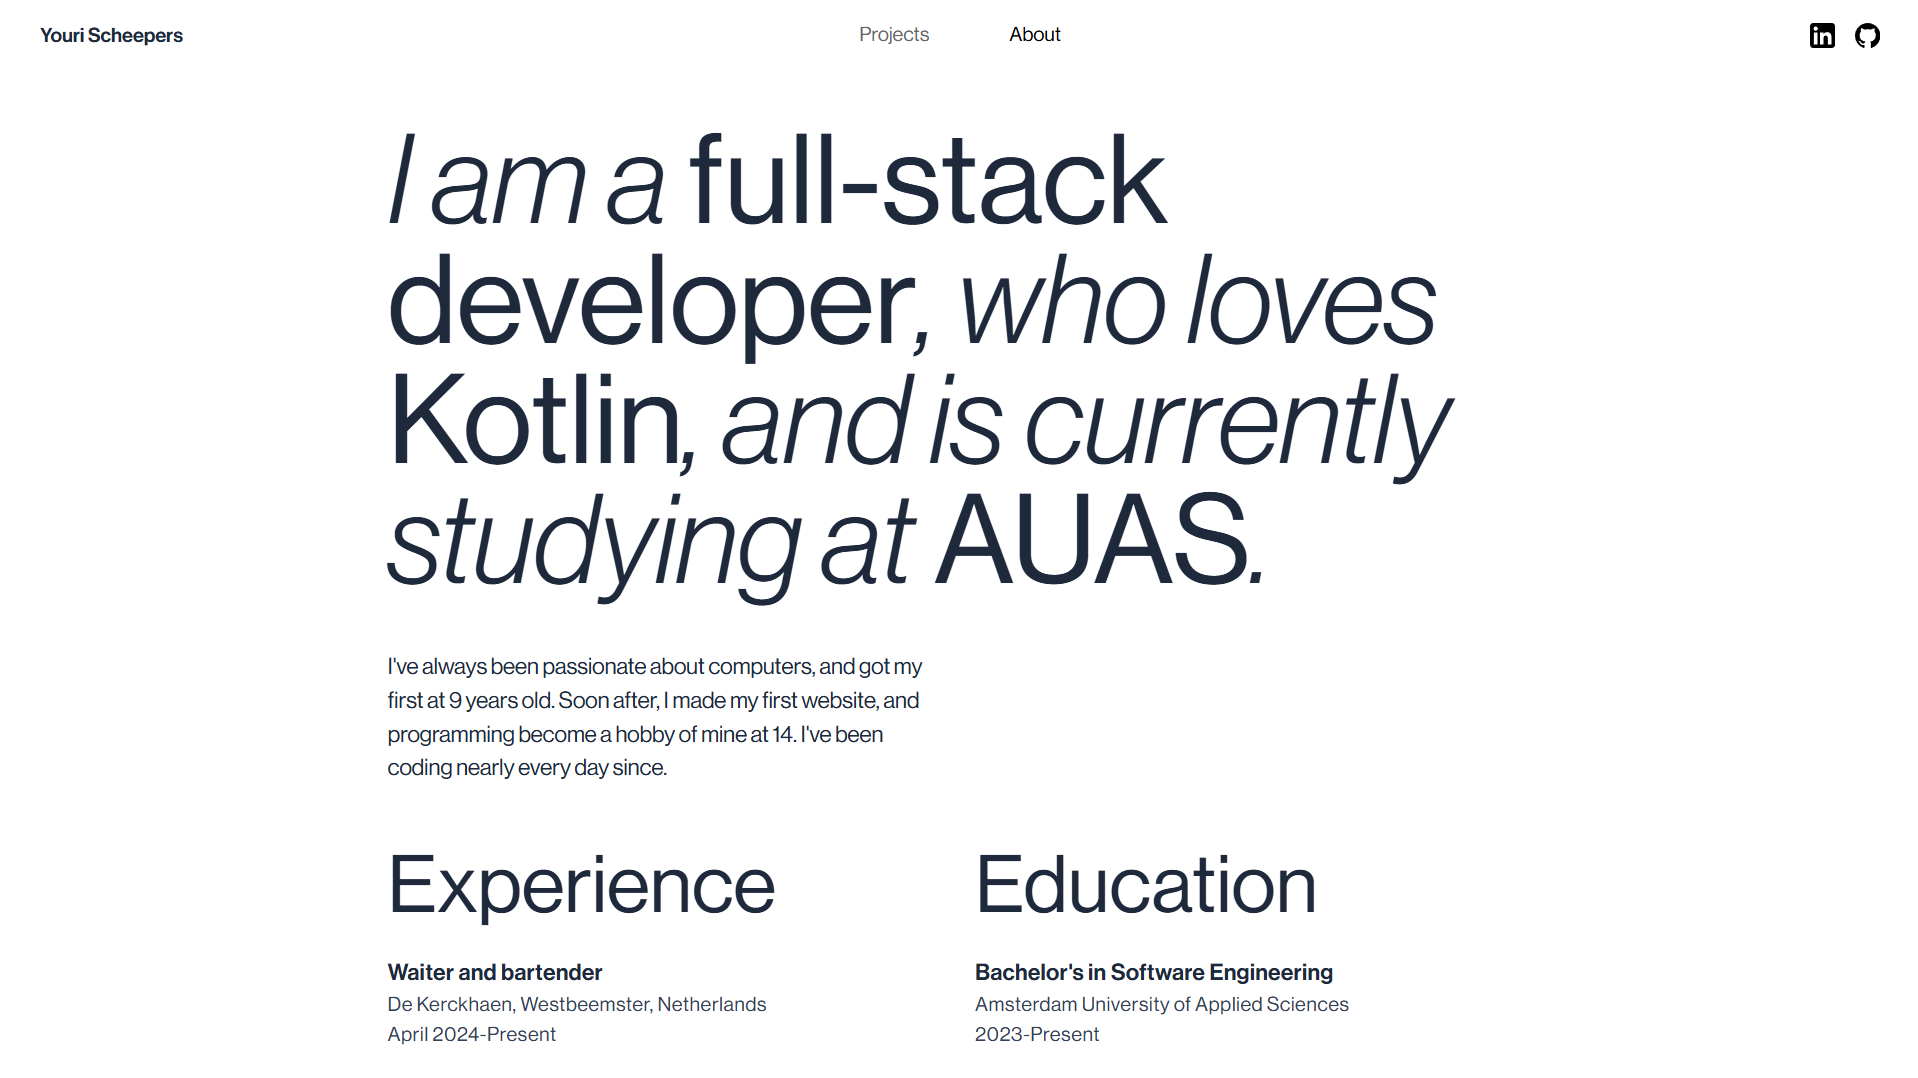 Youri Scheepers
Projects
About
I am a full-stack
developer, who loves
Kotlin, and is currently
studying at AUAS.
I've always been passionate about computers, and got my
first at 9 years old. Soon after, I made my first website, and
programming become a hobby of mine at 14. I've been
coding nearly every day since.
Experience
Waiter and bartender
De Kerckhaen, Westbeemster, Netherlands
April 2024-Present
Education
Bachelor's in Software Engineering
Amsterdam University of Applied Sciences
2023-Present